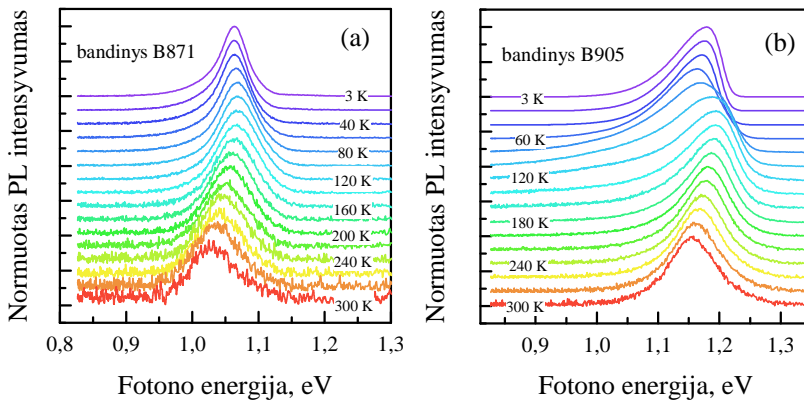 Normuotas PL intensyvumas
(a)
bandinys B871
3 K
40 K
80 K
120 K
160 K
200 K
240 K
300 K
0,8 0,9 1,0 1,1 1,2 1,3
Fotono energija, eV
Normuotas PL intensyvumas
(b)
bandinys B905
3 K
60 K
120 K
180 K
240 K
300 K
0,9 1,0 1,1 1,2 1,3
Fotono energija, eV